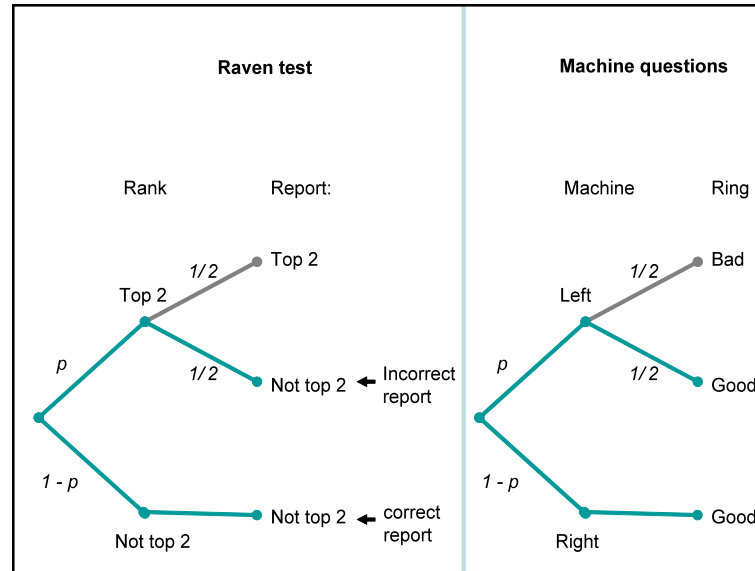 Raven test
Rank
Report:
1/2
Top 2
Top 2
p
1/2
Not top 2
Incorrect
report
1 - p
Not top 2
correct
report
Not top 2
Machine questions
Machine
Ring
1/2
Bad
Left
p
1/2
Good
1 - p
Good
Right